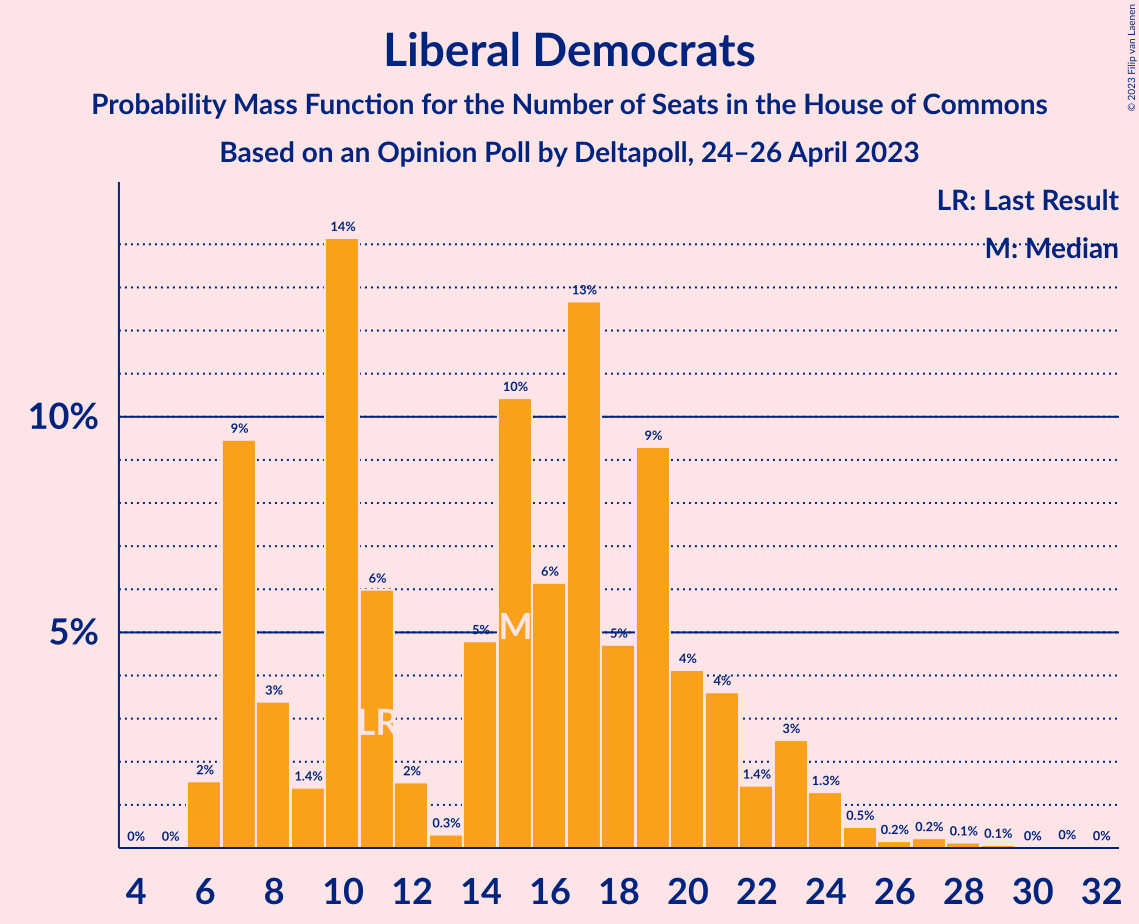 © 2023 Filip van Laenen
Liberal Democrats
Probability Mass Function for the Number of Seats in the House of Commons
Based on an Opinion Poll by Deltapoll, 24–26 April 2023
LR: Last Result
M: Median
10%
5%
0% 0% 2% 9% 3% 1.4% 14% 6% 2% 0.3% 5% 10% 6% 13% 5% 9% 4% 4% 1.4% 3% 1.3% 0.5% 0.2% 0.2% 0.1% 0.1% 0% 0% 0%
LR
M
4 6 8 10 12 14 16 18 20 22 24 26 28 30 32